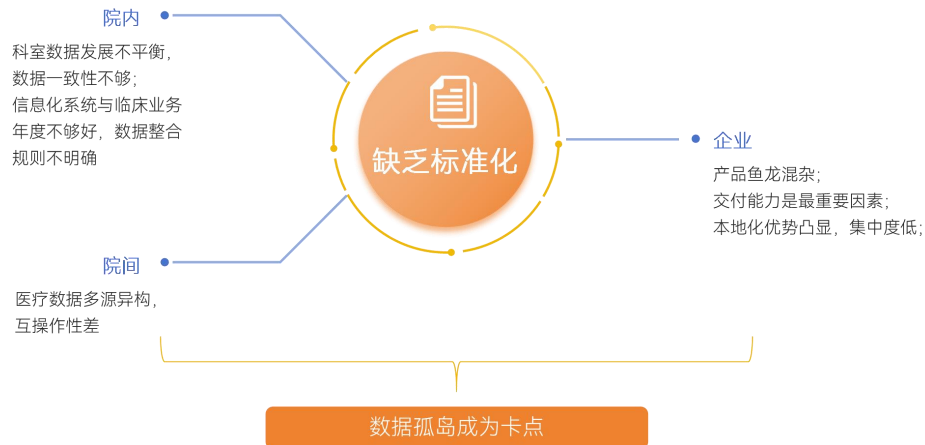 院内
科室数据发展不平衡，
数据一致性不够；
信息化系统与临床业务
年度不够好，数据整合
规则不明确
缺乏标准化
企业
产品鱼龙混杂；
交付能力是最重要因素；
本地化优势凸显，集中度低；
院间
医疗数据多源异构，
互操作性差
数据孤岛成为卡点